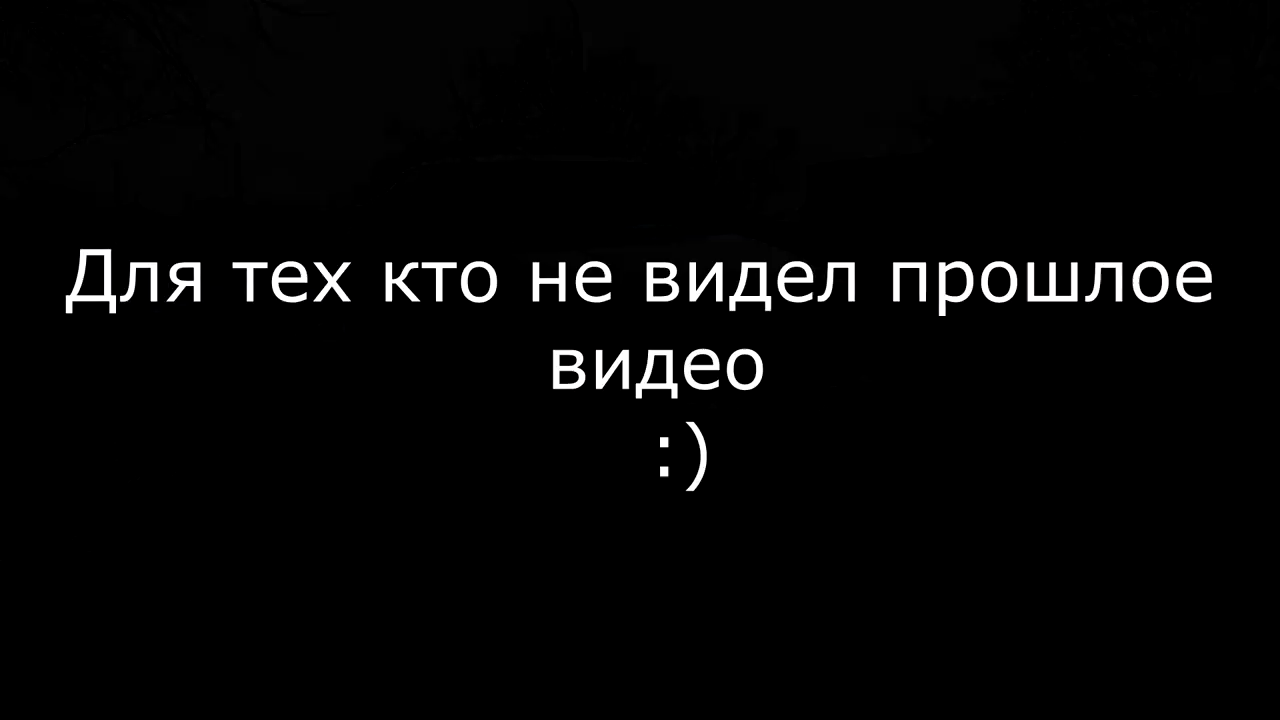 Для тех кто не видел прошлое
видео
:)